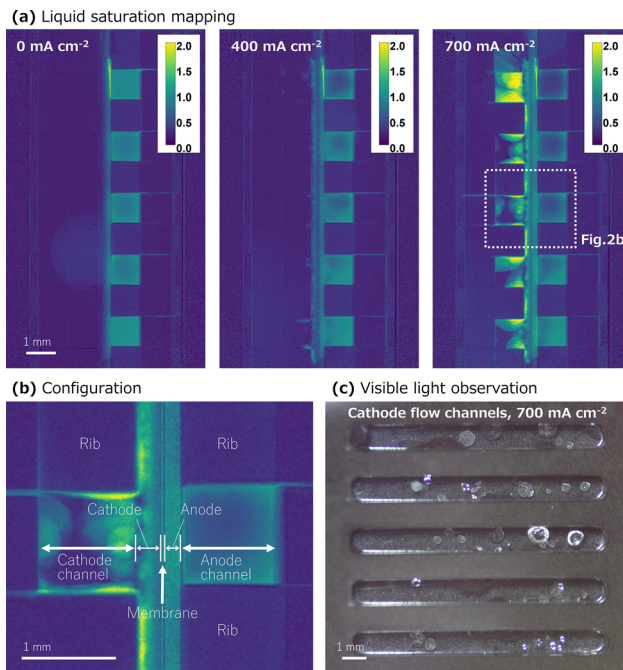 (a) Liquid saturation mapping
0 mA cm-2
2.0
1.5
1.0
0.5
0.0
1 mm
400 mA cm-2
2.0
1.5
1.0
0.5
0.0
700 mA cm-2
2.0
1.5
1.0
0.5
0.0
Fig.2b
(b) Configuration
Rib
Rib
Cathode
Anode
Cathode
channel
Anode
channel
Membrane
Rib
1 mm
(c) Visible light observation
Cathode flow channels, 700 mA cm-2
1 mm